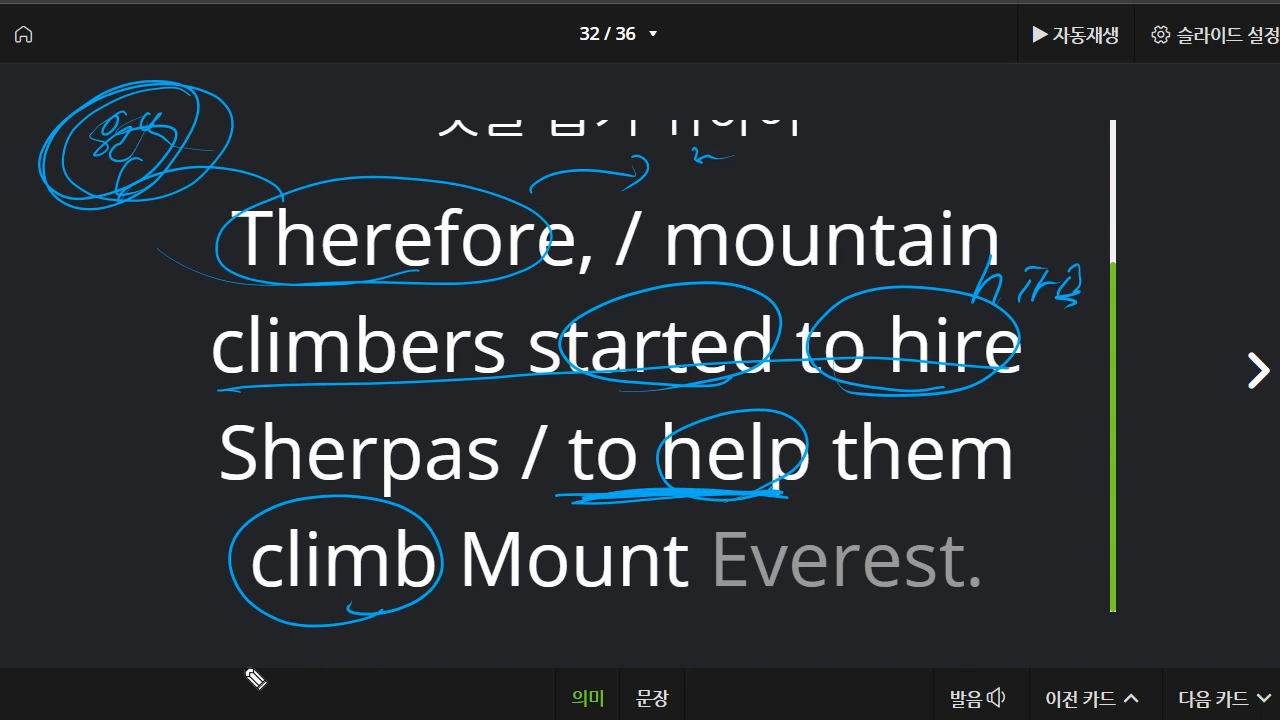 32 / 36
자동재생
슬라이드 설정
Therefore, / mountain
climbers started to hire
Sherpas / to help them
climb Mount Everest.
의미
문장
발음
이전 카드
다음 카드